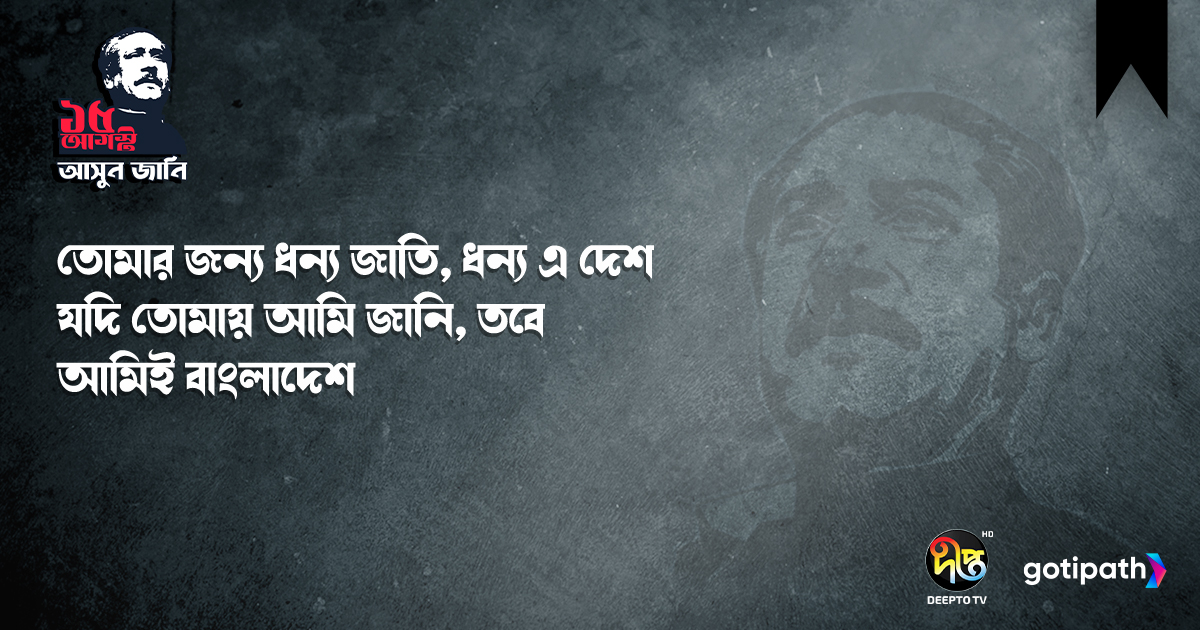 ১৫
আগস্ট
আসুন জানি
তোমার জন্য ধন্য জাতি, ধন্য এ দেশ
যদি তোমায় আমি জানি, তবে
আমিই বাংলাদেশ
দীপ্ত
HD
DEEPTO TV
gotipath